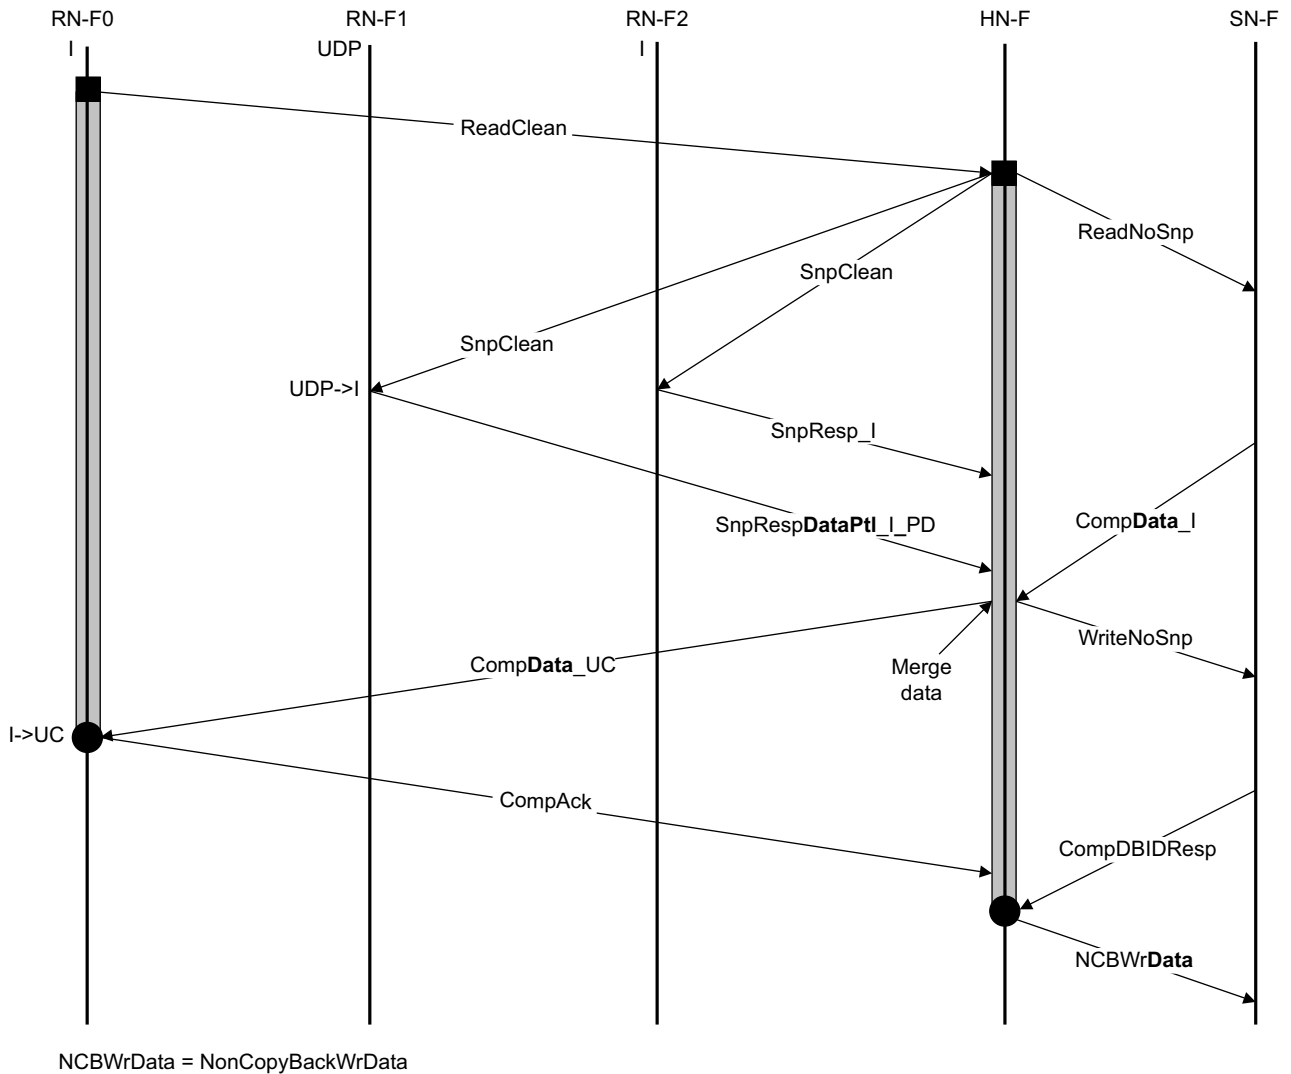 RN-F0 RN-F1 RN-F2 HN-F SN-F
I UDP I
ReadClean
ReadNoSnp
SnpClean
SnpClean
UDP->I
SnpResp_I
SnpRespDataPtl_I_PD
CompData_I
WriteNoSnp
CompData_UC
Merge
data
I->UC
CompAck
CompDBIDResp
NCBWrData
NCBWrData = NonCopyBackWrData